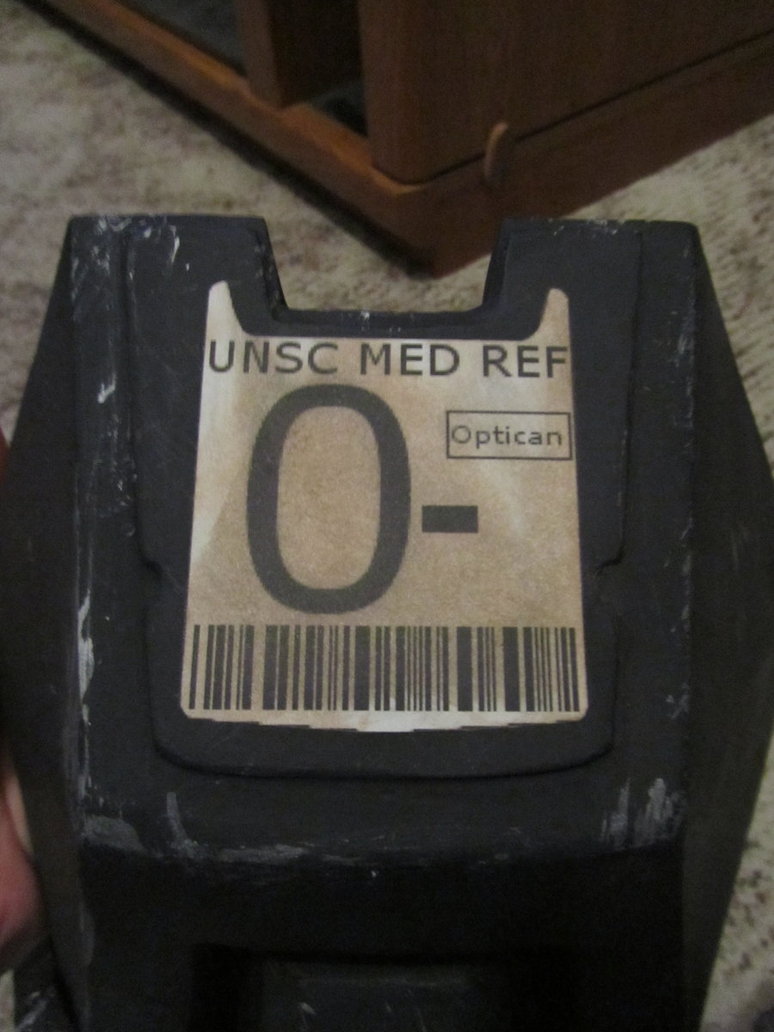 UNSC MED REF
O-
Optican